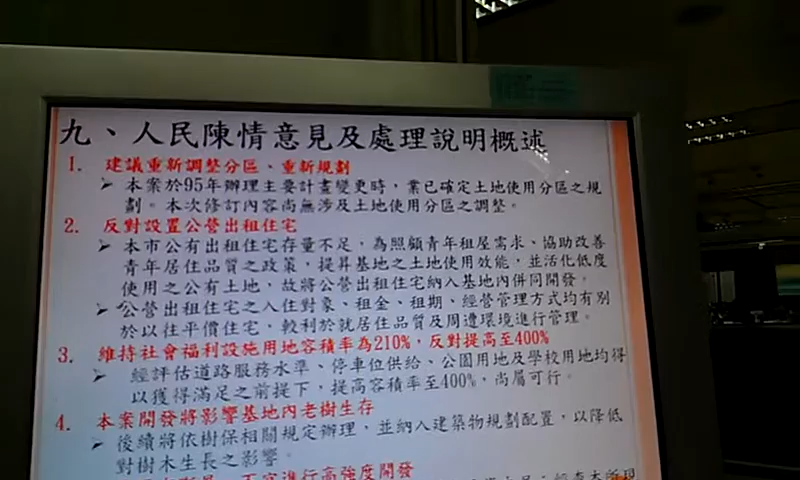 九、人民陳情意見及處理說明概述
1. 建議重新調整分區、重新規劃
➢ 本案於95年辦理主要計畫變更時，業已確定土地使用分區之規
劃。本次修訂內容尚無涉及土地使用分區之調整。
2. 反對設置公營出租住宅
➢ 本市公有出租住宅存量不足，為照顧青年租屋需求、協助改善
青年居住品質之政策，提昇基地之土地使用效能，並活化低度
使用之公有土地，故將公營出租住宅納入基地內併同開發。
➢ 公營出租住宅之入住對象、租金、租期、經營管理方式均有別
於以往平價住宅，較利於就居住品質及周遭環境進行管理。
3. 維持社會福利設施用地容積率為210%，反對提高至400%
➢ 經評估道路服務水準、停車位供給、公園用地及學校用地均得
以獲得滿足之前提下，提高容積率至400%，尚屬可行。
4. 本案開發將影響基地內老樹生存
➢ 後續將依樹保相關規定辦理，並納入建築物規劃配置，以降低
對樹木生長之影響。
不宜進行高強度開發